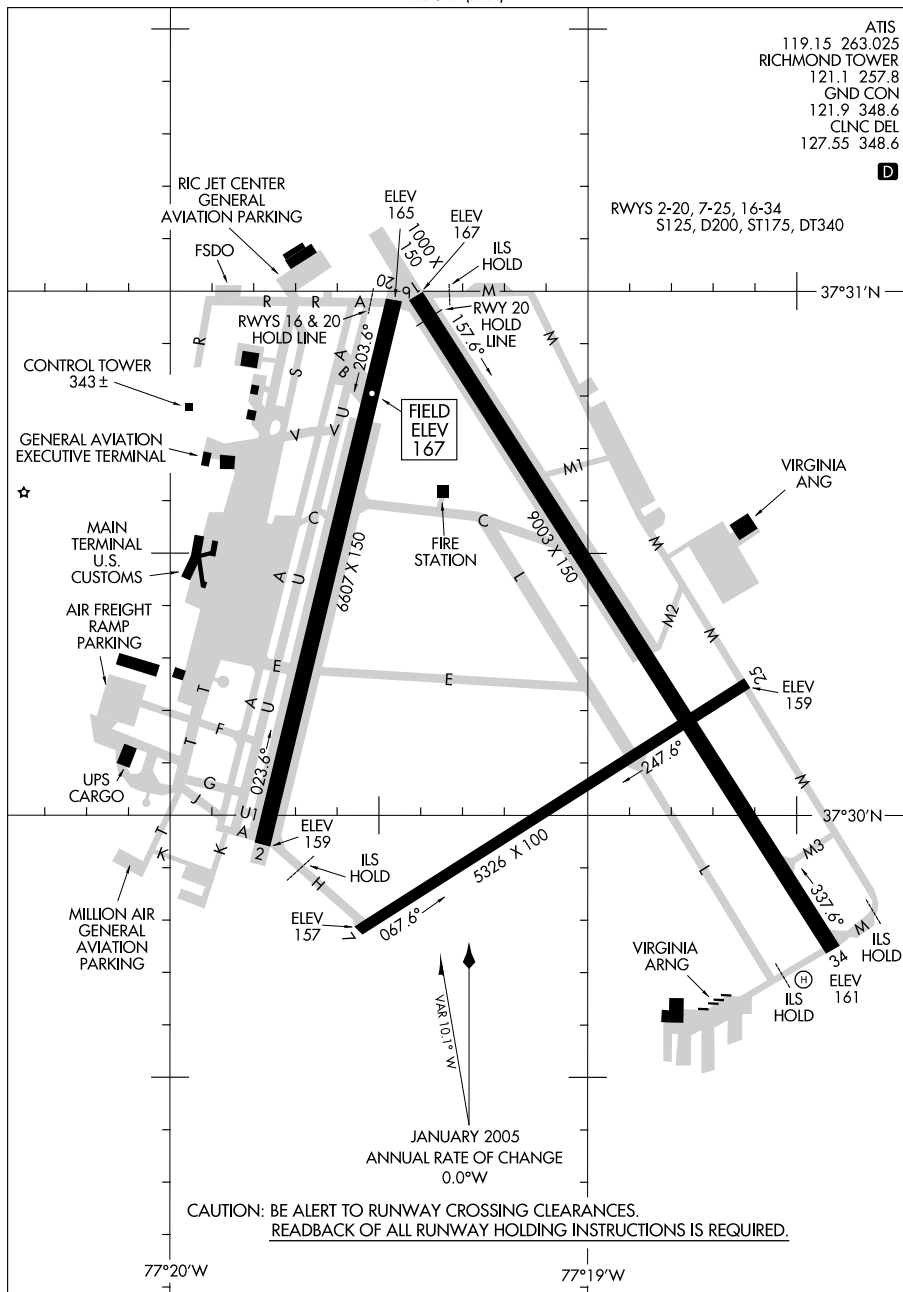 ATIS
119.15 263.025
RICHMOND TOWER
121.1 257.8
GND CON
121.9 348.6
CLNC DEL
127.55 348.6
D
RWYS 2-20, 7-25, 16-34
S125, D200, ST175, DT340
RIC JET CENTER
GENERAL
AVIATION PARKING
FSDO
ELEV
165
1000 X
150
ELEV
167
ILS
HOLD
37°31'N
R
R
R
A
20
16
M
RWYS 16 & 20
HOLD LINE
RWY 20
HOLD
LINE
203.6°
157.6°
M
CONTROL TOWER
343 ±
S
A
B
U
V
V
FIELD
ELEV
167
GENERAL AVIATION
EXECUTIVE TERMINAL
M1
VIRGINIA
ANG
MAIN
TERMINAL
U.S.
CUSTOMS
C
C
FIRE
STATION
6607 X 150
9003 X 150
M
A
U
L
M2
M
AIR FREIGHT
RAMP
PARKING
E
E
T
A
U
F
T
25
ELEV
159
023.6°
247.6°
UPS
CARGO
G
J
U1
A
M
37°30'N
T
K
K
2
ELEV
159
ILS
HOLD
H
5326 X 100
M3
L
MILLION AIR
GENERAL
AVIATION
PARKING
ELEV
157
7
067.6°
337.6°
M
ILS
HOLD
34
ELEV
161
H
ILS
HOLD
VIRGINIA
ARNG
VAR 10.1° W
JANUARY 2005
ANNUAL RATE OF CHANGE
0.0°W
CAUTION: BE ALERT TO RUNWAY CROSSING CLEARANCES.
READBACK OF ALL RUNWAY HOLDING INSTRUCTIONS IS REQUIRED.
77°20'W
77°19'W